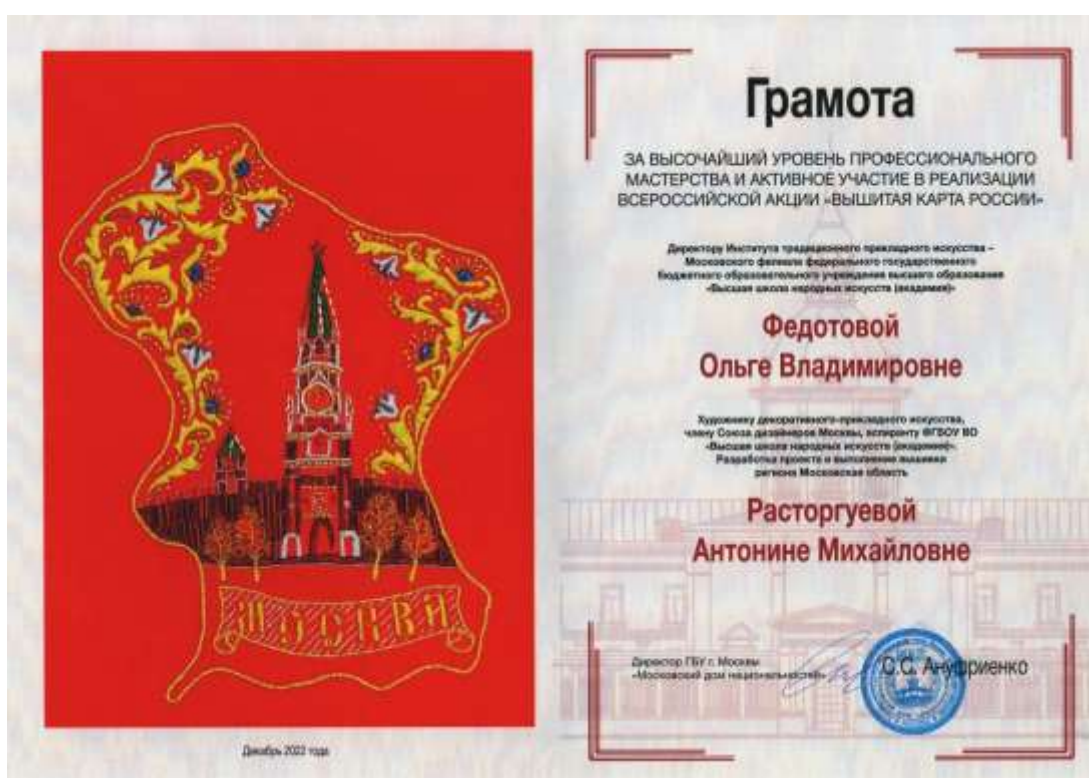 МОСКВА
Декабрь 2022 года
Грамота
ЗА ВЫСОЧАЙШИЙ УРОВЕНЬ ПРОФЕССИОНАЛЬНОГО
МАСТЕРСТВА И АКТИВНОЕ УЧАСТИЕ В РЕАЛИЗАЦИИ
ВСЕРОССИЙСКОЙ АКЦИИ «ВЫШИТАЯ КАРТА РОССИИ»
Директору Института традиционного прикладного искусства –
Московского филиала федерального государственного
бюджетного образовательного учреждения высшего образования
«Высшая школа народных искусств (академия)»
Федотовой
Ольге Владимировне
Художнику декоративного-прикладного искусства,
члену Союза дизайнеров Москвы, аспиранту ФГБОУ ВО
«Высшая школа народных искусств (академия)».
Разработка проекта и выполнение вышивки
региона Московская область
Расторгуевой
Антонине Михайловне
Директор ГБУ г. Москвы
«Московский дом национальностей»
С.С. Ануфриенко